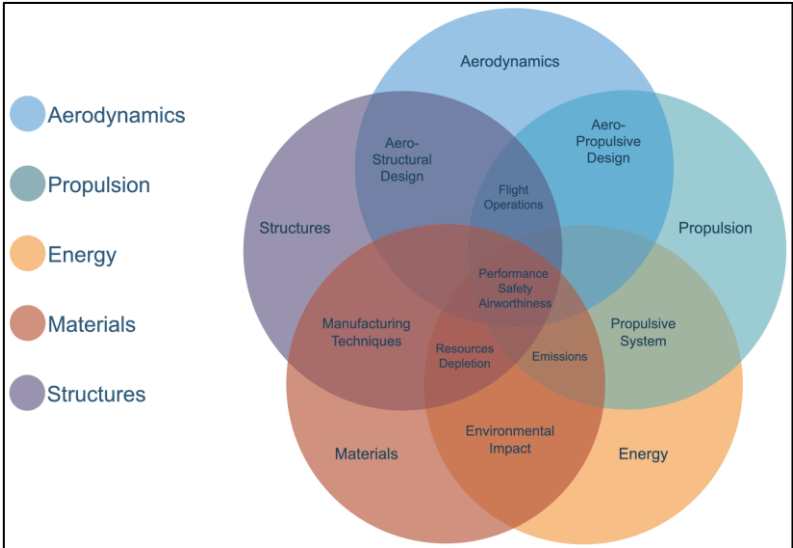 Aerodynamics
Propulsion
Energy
Materials
Structures
Aerodynamics
Aero-
Structural
Design
Aero-
Propulsive
Design
Flight
Operations
Structures
Propulsion
Performance
Safety
Airworthiness
Manufacturing
Techniques
Resources
Depletion
Emissions
Propulsive
System
Environmental
Impact
Materials
Energy